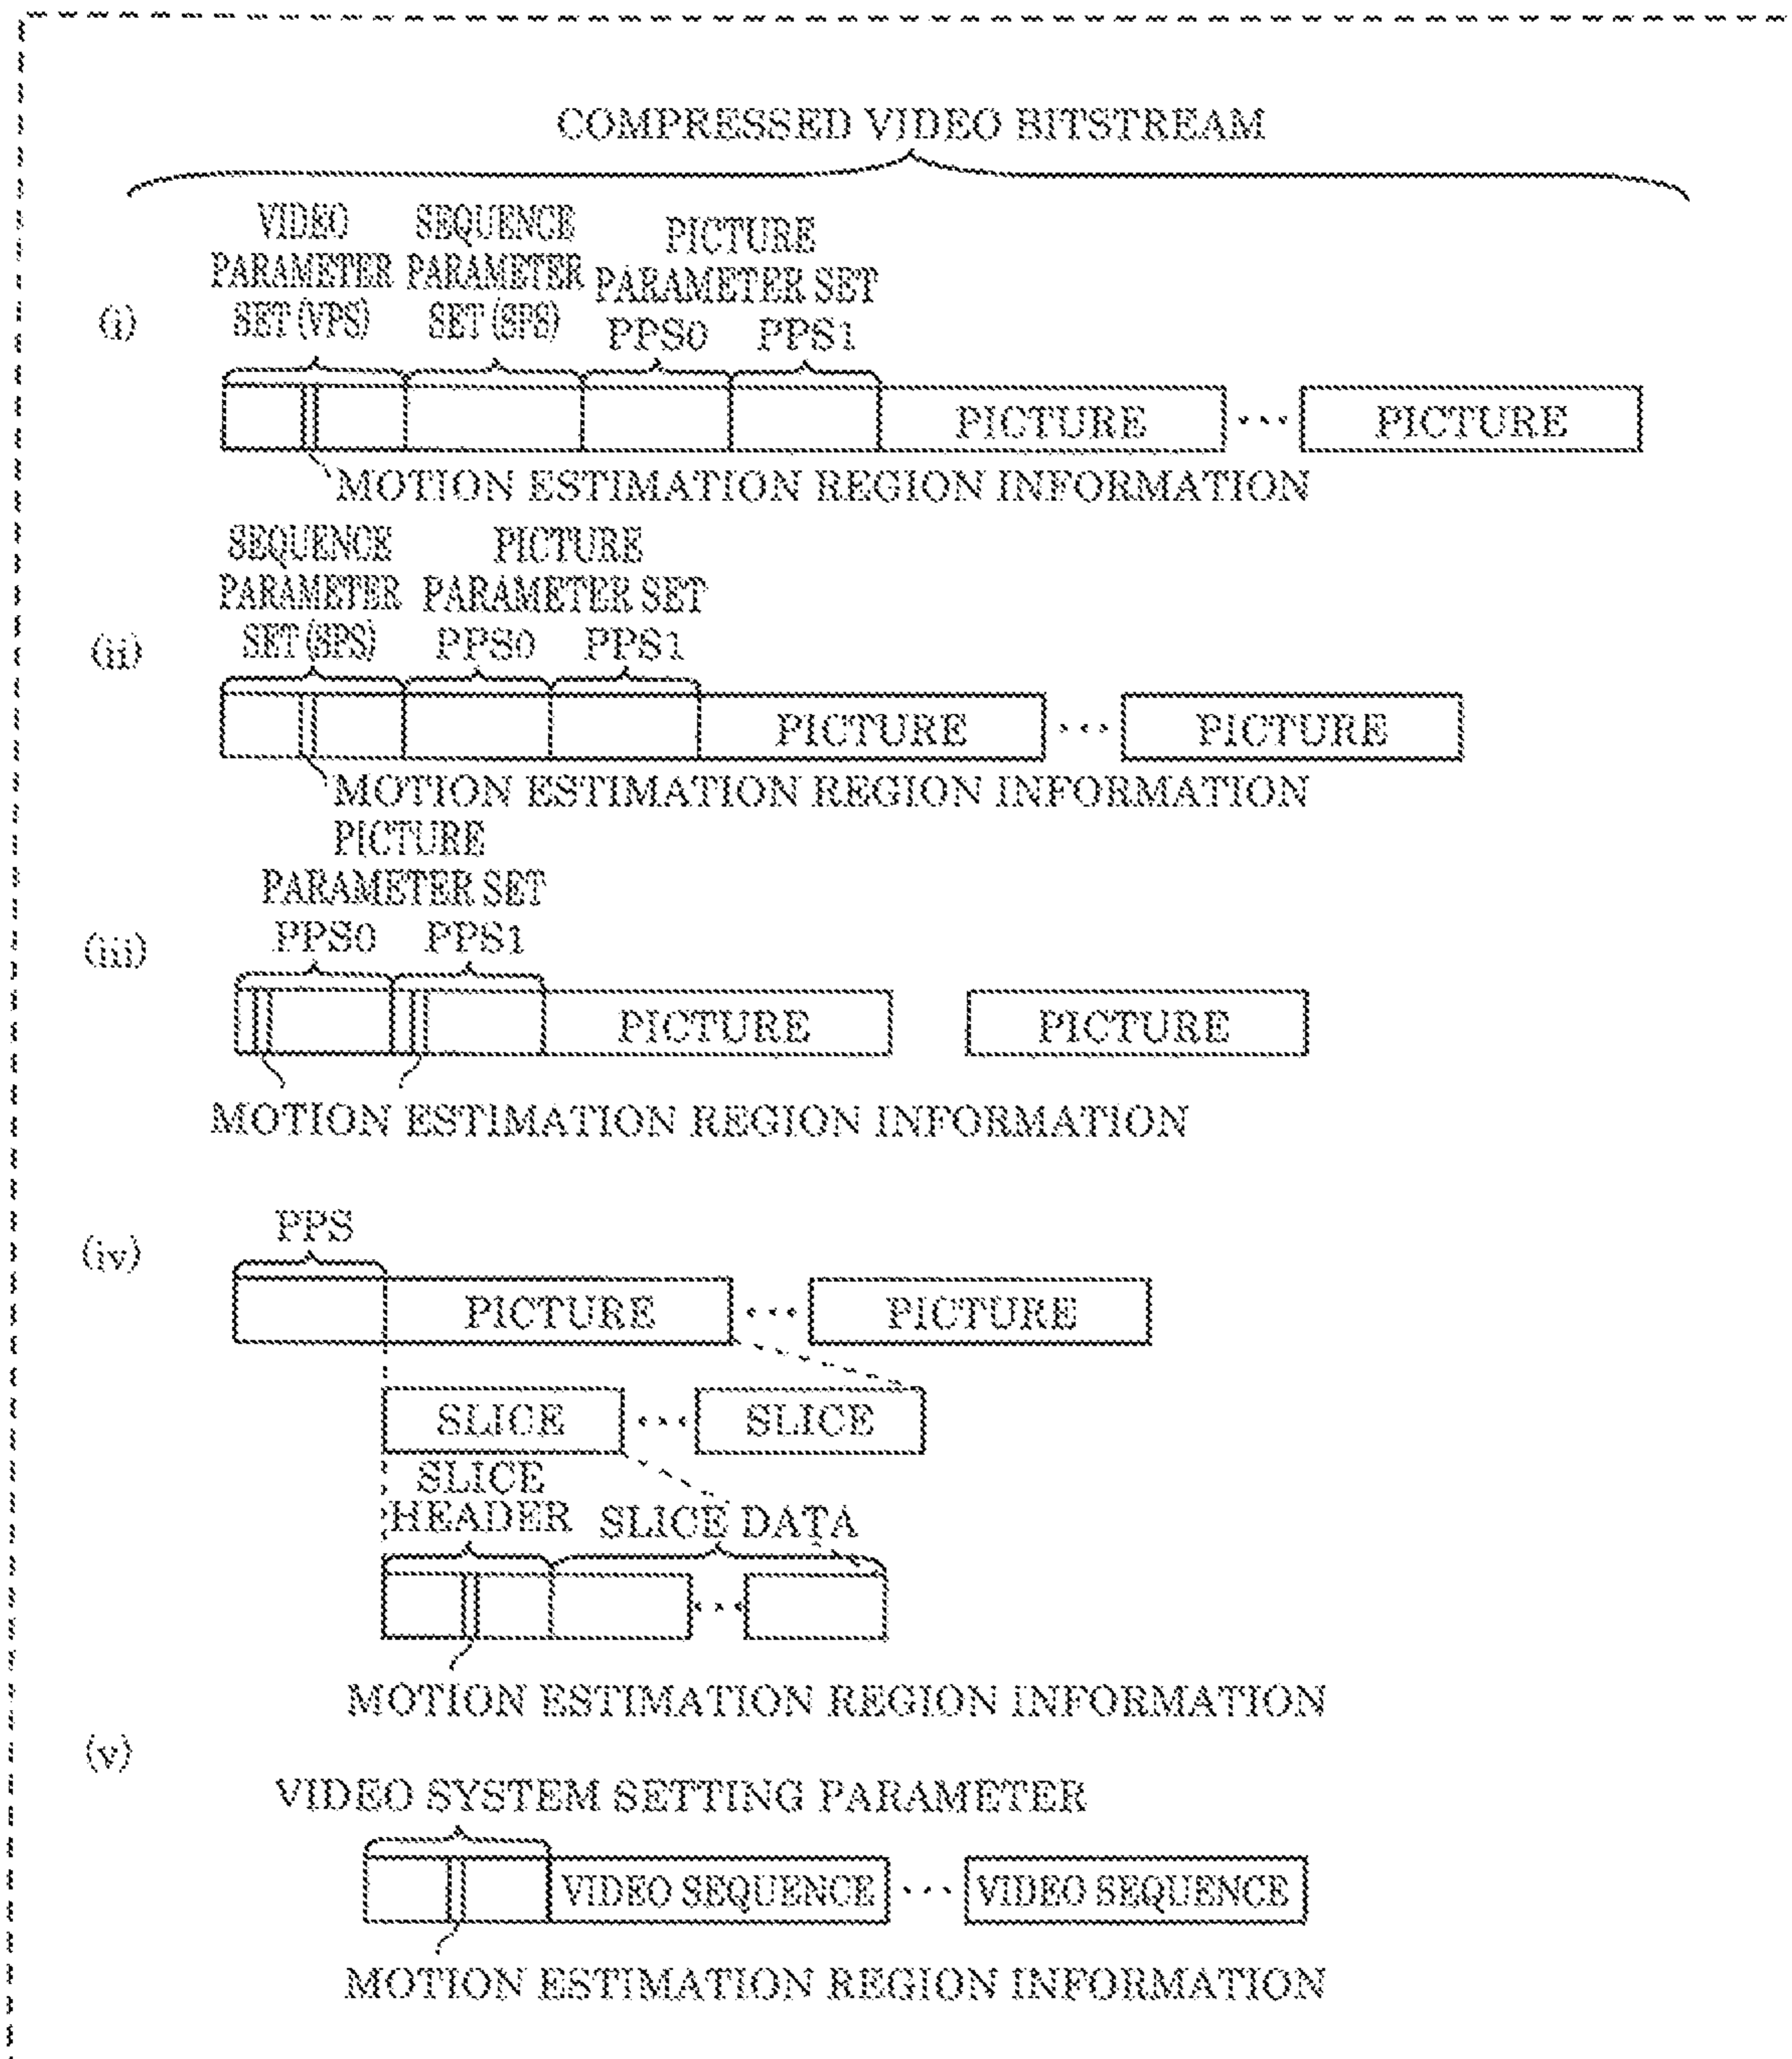 COMPRESSED VIDEO BITSTREAM
(i)
VIDEO PARAMETER SET (VPS)
SEQUENCE PARAMETER SET (SPS)
PICTURE PARAMETER SET
PPS0 PPS1
PICTURE ... PICTURE
MOTION ESTIMATION REGION INFORMATION
(ii)
SEQUENCE PARAMETER SET (SPS)
PICTURE PARAMETER SET
PPS0 PPS1
PICTURE ... PICTURE
MOTION ESTIMATION REGION INFORMATION
(iii)
PICTURE PARAMETER SET
PPS0 PPS1
PICTURE PICTURE
MOTION ESTIMATION REGION INFORMATION
(iv)
PPS
PICTURE ... PICTURE
SLICE ... SLICE
SLICE HEADER
SLICE DATA
...
MOTION ESTIMATION REGION INFORMATION
(v)
VIDEO SYSTEM SETTING PARAMETER
VIDEO SEQUENCE ... VIDEO SEQUENCE
MOTION ESTIMATION REGION INFORMATION